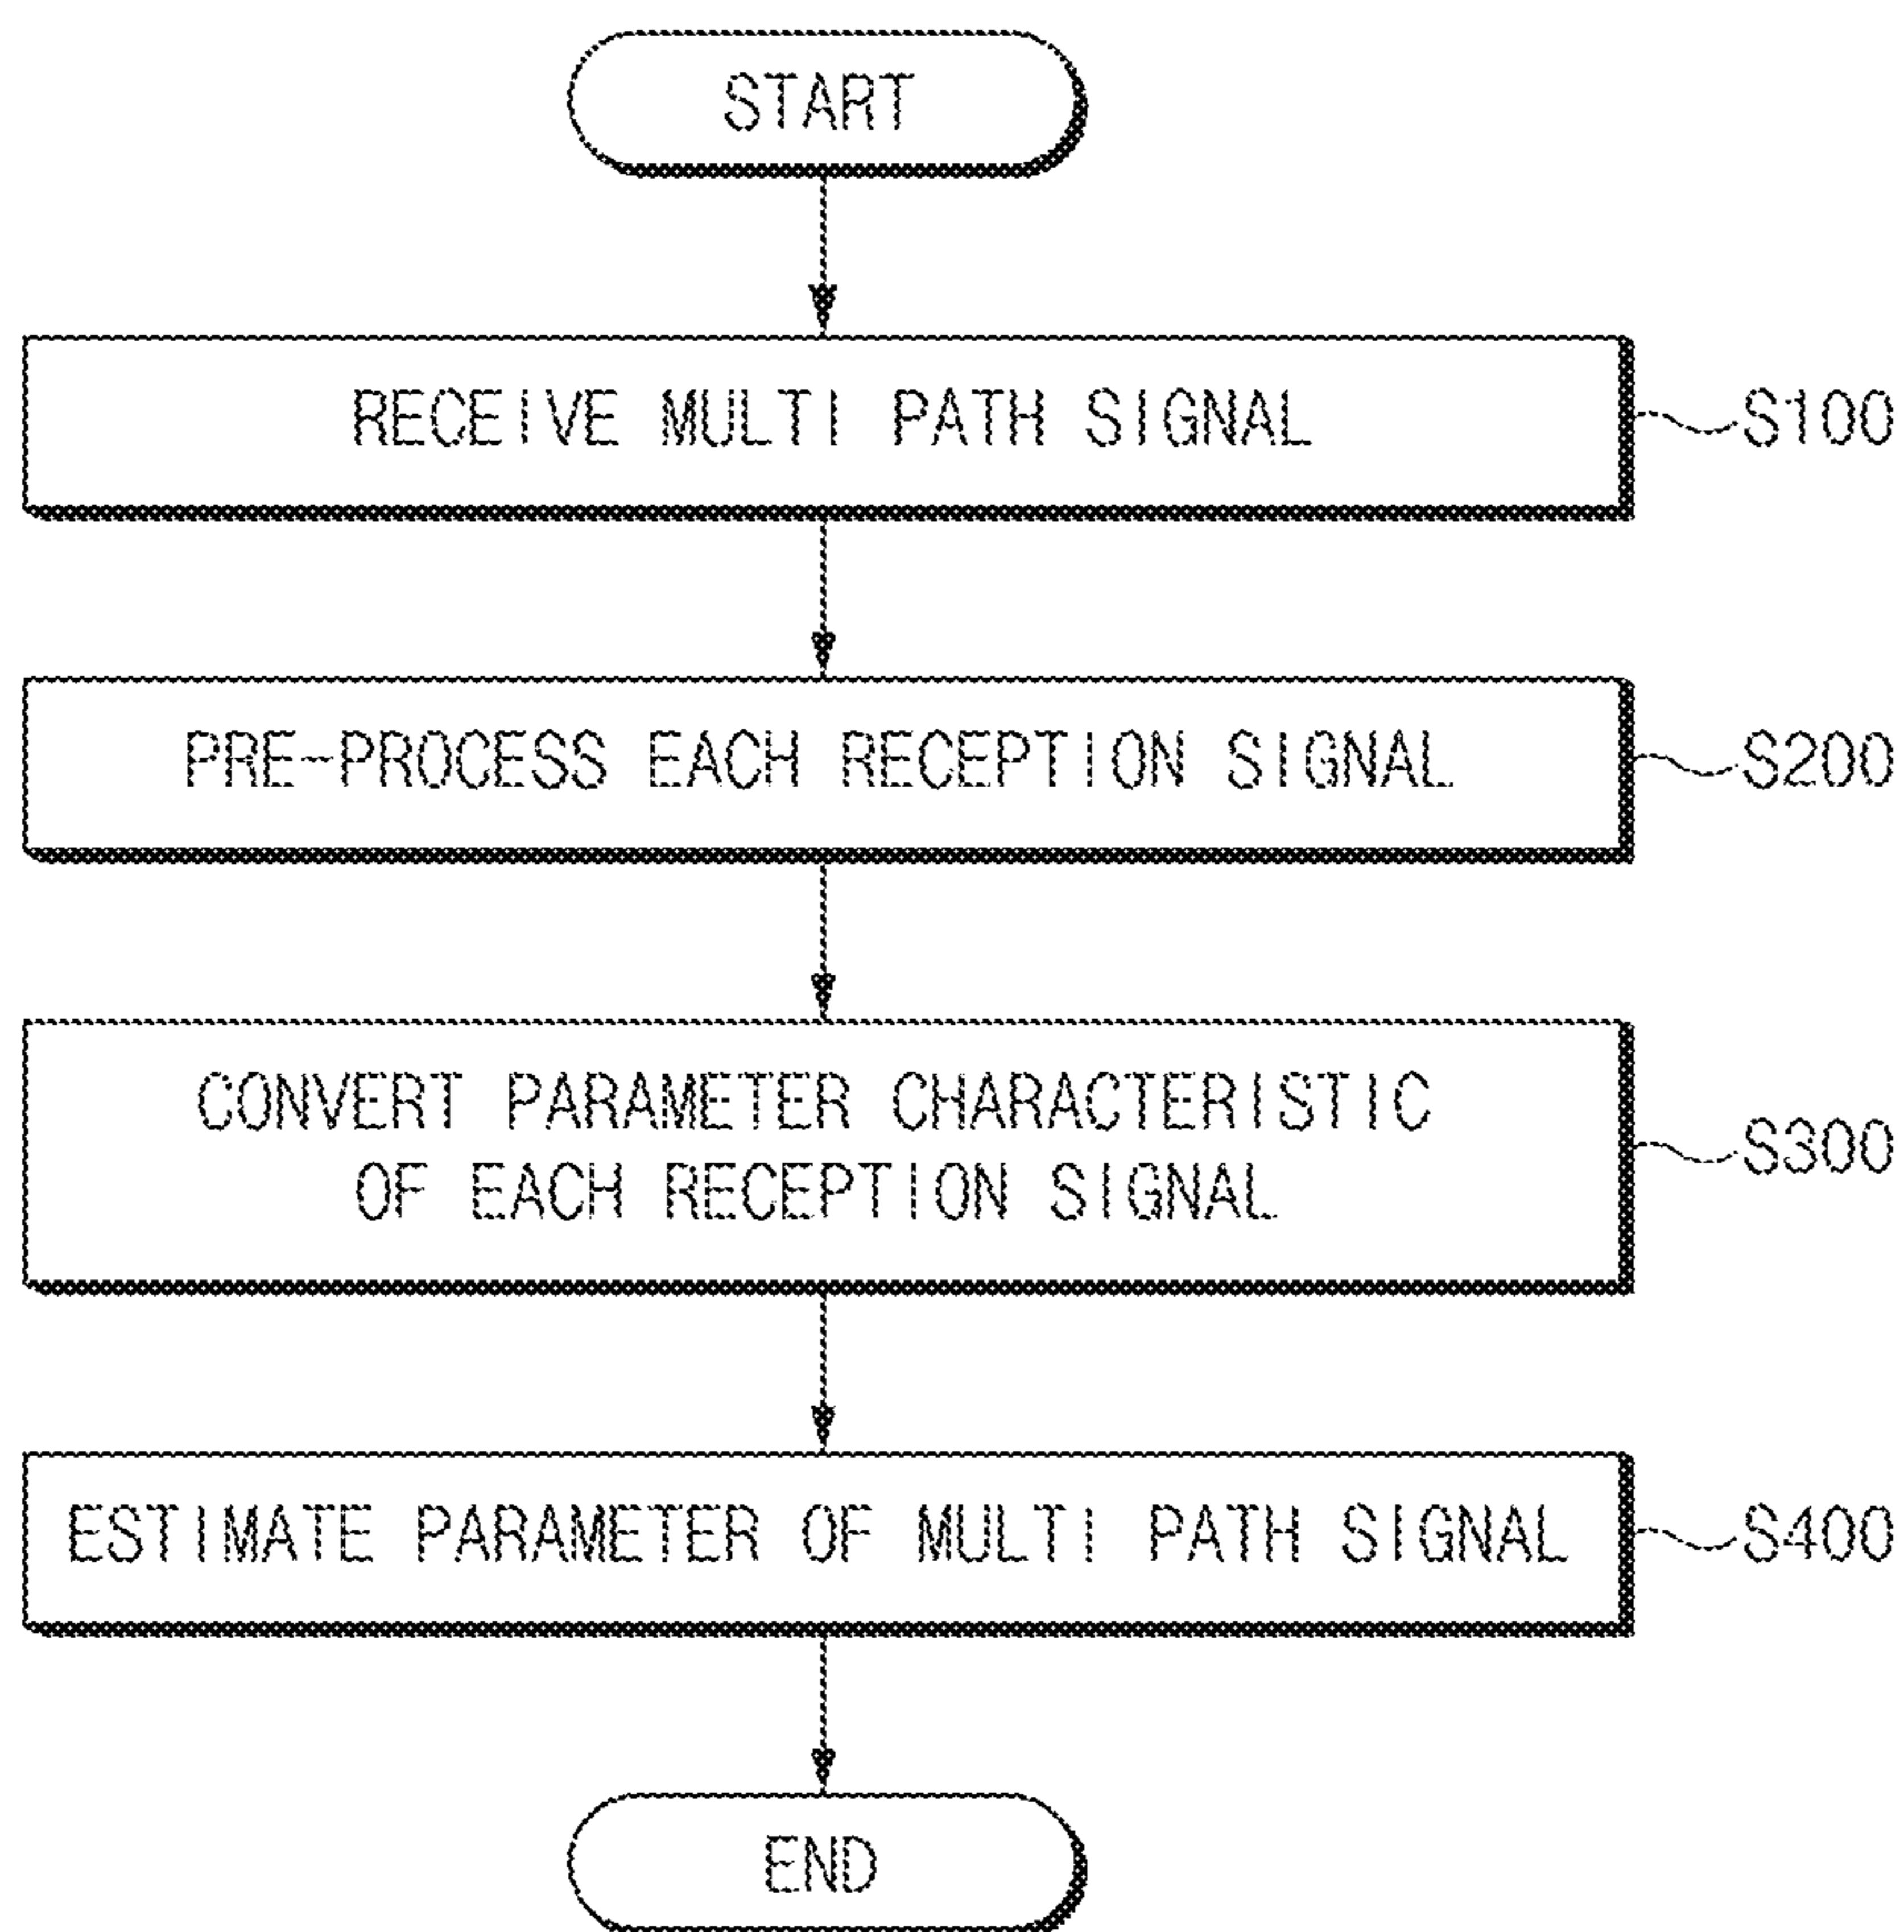 START
RECEIVE MULTI PATH SIGNAL
S100
PRE-PROCESS EACH RECEPTION SIGNAL
S200
CONVERT PARAMETER CHARACTERISTIC
OF EACH RECEPTION SIGNAL
S300
ESTIMATE PARAMETER OF MULTI PATH SIGNAL
S400
END